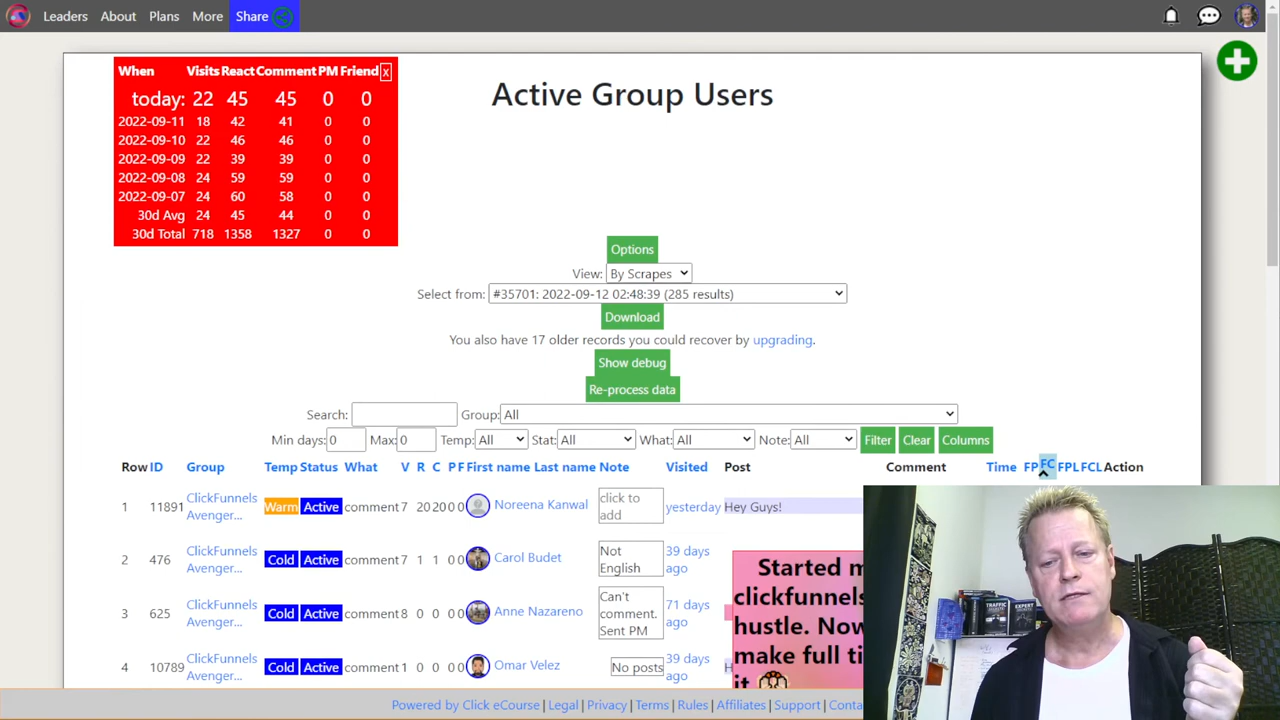 Leaders About Plans More Share
When Visits React Comment PM Friend x
today: 22 45 45 0 0
2022-09-11 18 42 41 0 0
2022-09-10 22 46 46 0 0
2022-09-09 22 39 39 0 0
2022-09-08 24 59 59 0 0
2022-09-07 24 60 58 0 0
30d Avg 24 45 44 0 0
30d Total 718 1358 1327 0 0
Active Group Users
Options
View: By Scrapes
Select from: #35701: 2022-09-12 02:48:39 (285 results)
Download
You also have 17 older records you could recover by upgrading.
Show debug
Re-process data
Search: Group: All
Min days: 0 Max: 0 Temp: All Stat: All What: All Note: All Filter Clear Columns
Row ID Group Temp Status What V R C P F First name Last name Note Visited Post Comment Time FP FC FPL FCL Action
1 11891 ClickFunnels Avenger... Warm Active comment 7 20 20 0 0 Noreena Kanwal click to add yesterday Hey Guys!
2 476 ClickFunnels Avenger... Cold Active comment 7 1 1 0 0 Carol Budet Not English 39 days ago
3 625 ClickFunnels Avenger... Cold Active comment 8 0 0 0 0 Anne Nazareno Can't comment. Sent PM 71 days ago
4 10789 ClickFunnels Avenger... Cold Active comment 1 0 0 0 0 Omar Velez No posts 39 days ago
Started m
clickfunnels
hustle. Now
make full ti
it
TRAFFIC SECRETS
EXPERT SECRETS
Powered by Click eCourse | Legal | Privacy | Terms | Rules | Affiliates | Support | Conta